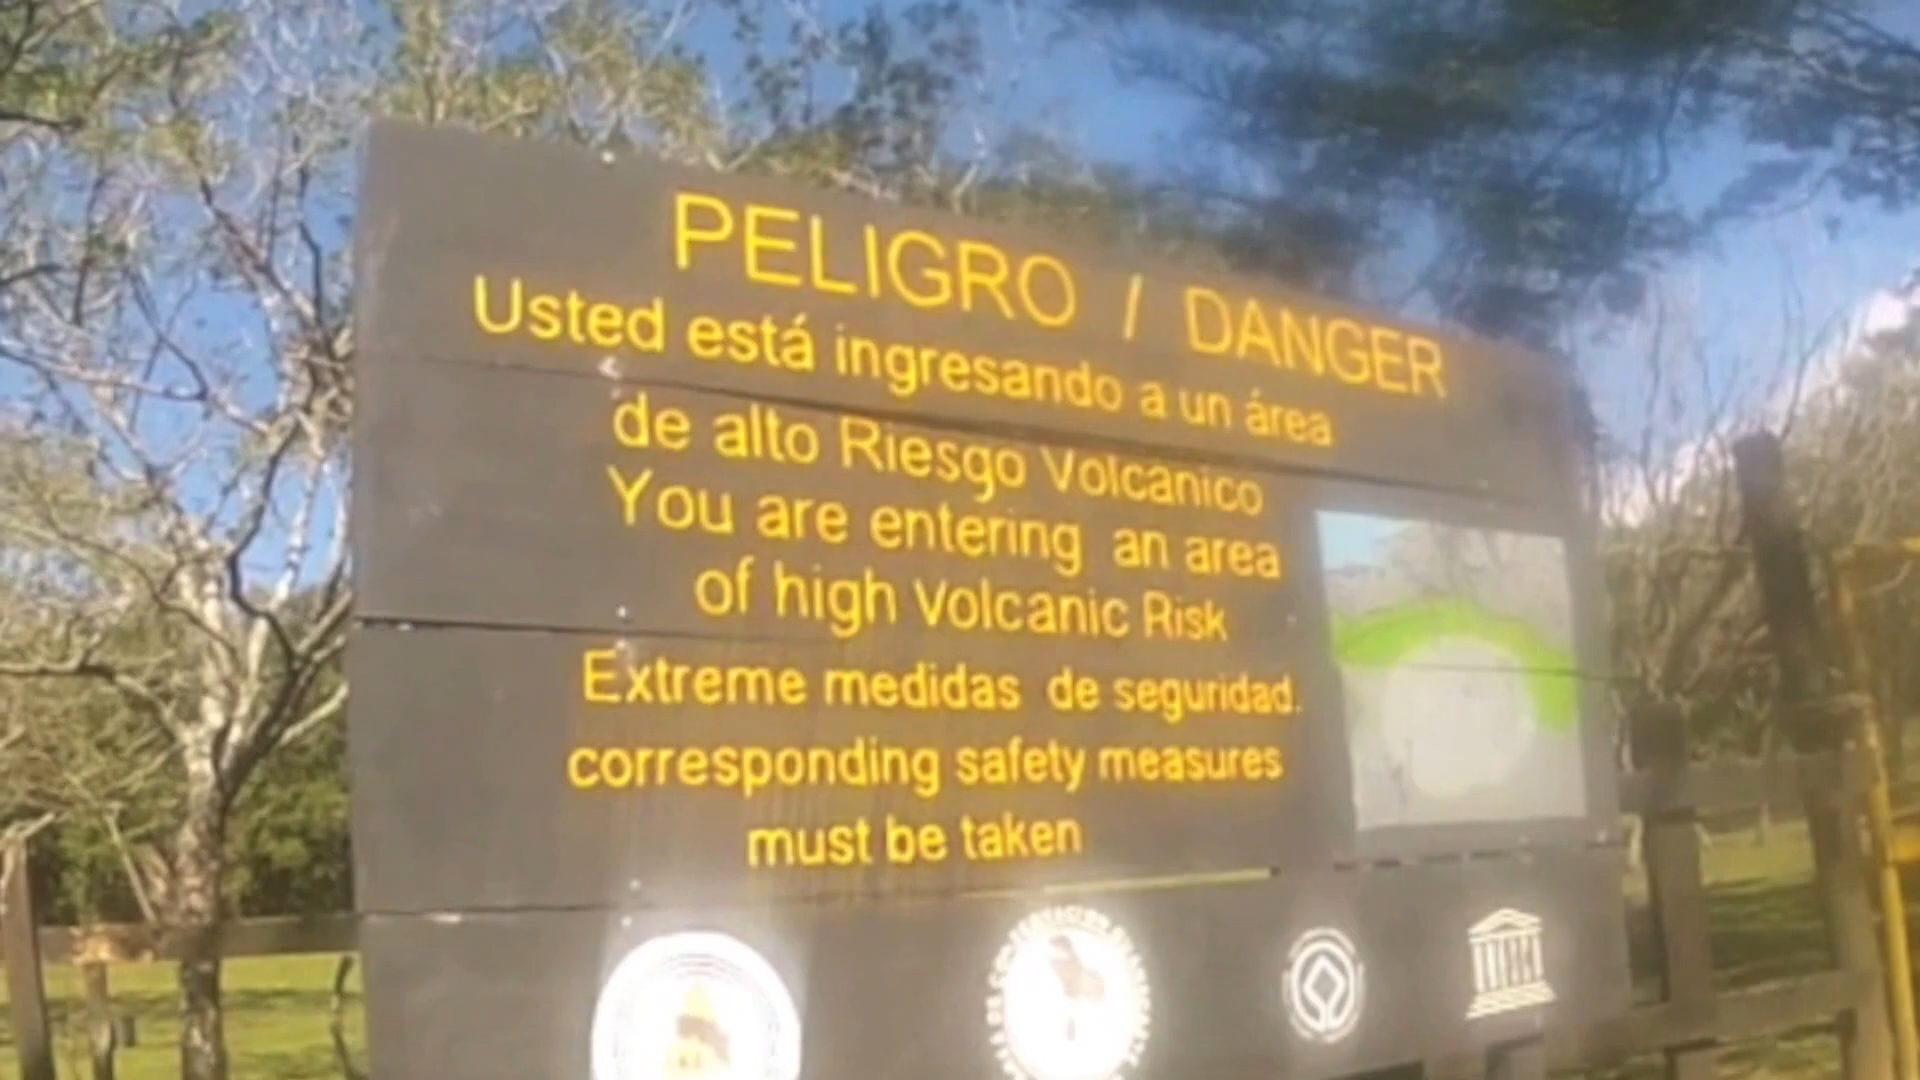 PELIGRO / DANGER
Usted está ingresando a un área
de alto Riesgo Volcánico
You are entering an area
of high Volcanic Risk
Extreme medidas de seguridad.
corresponding safety measures
must be taken